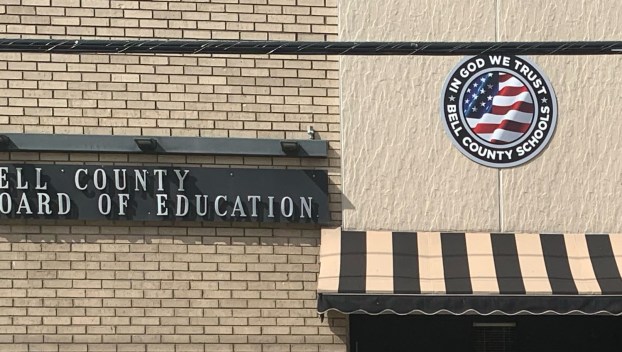 ELL COUNTY
OARD OF EDUCATION
IN GOD WE TRUST
BELL COUNTY SCHOOLS